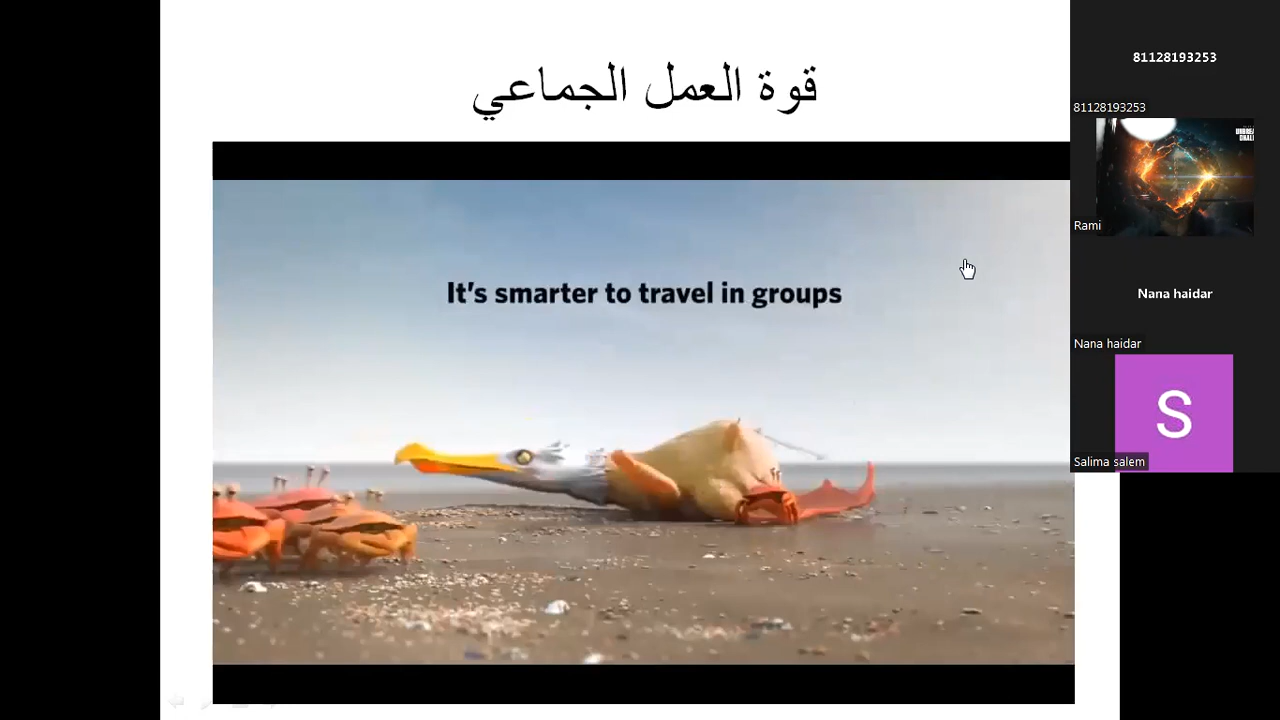 قوة العمل الجماعي
It's smarter to travel in groups
81128193253
81128193253
Rami
Nana haidar
Nana haidar
S
Salima salem